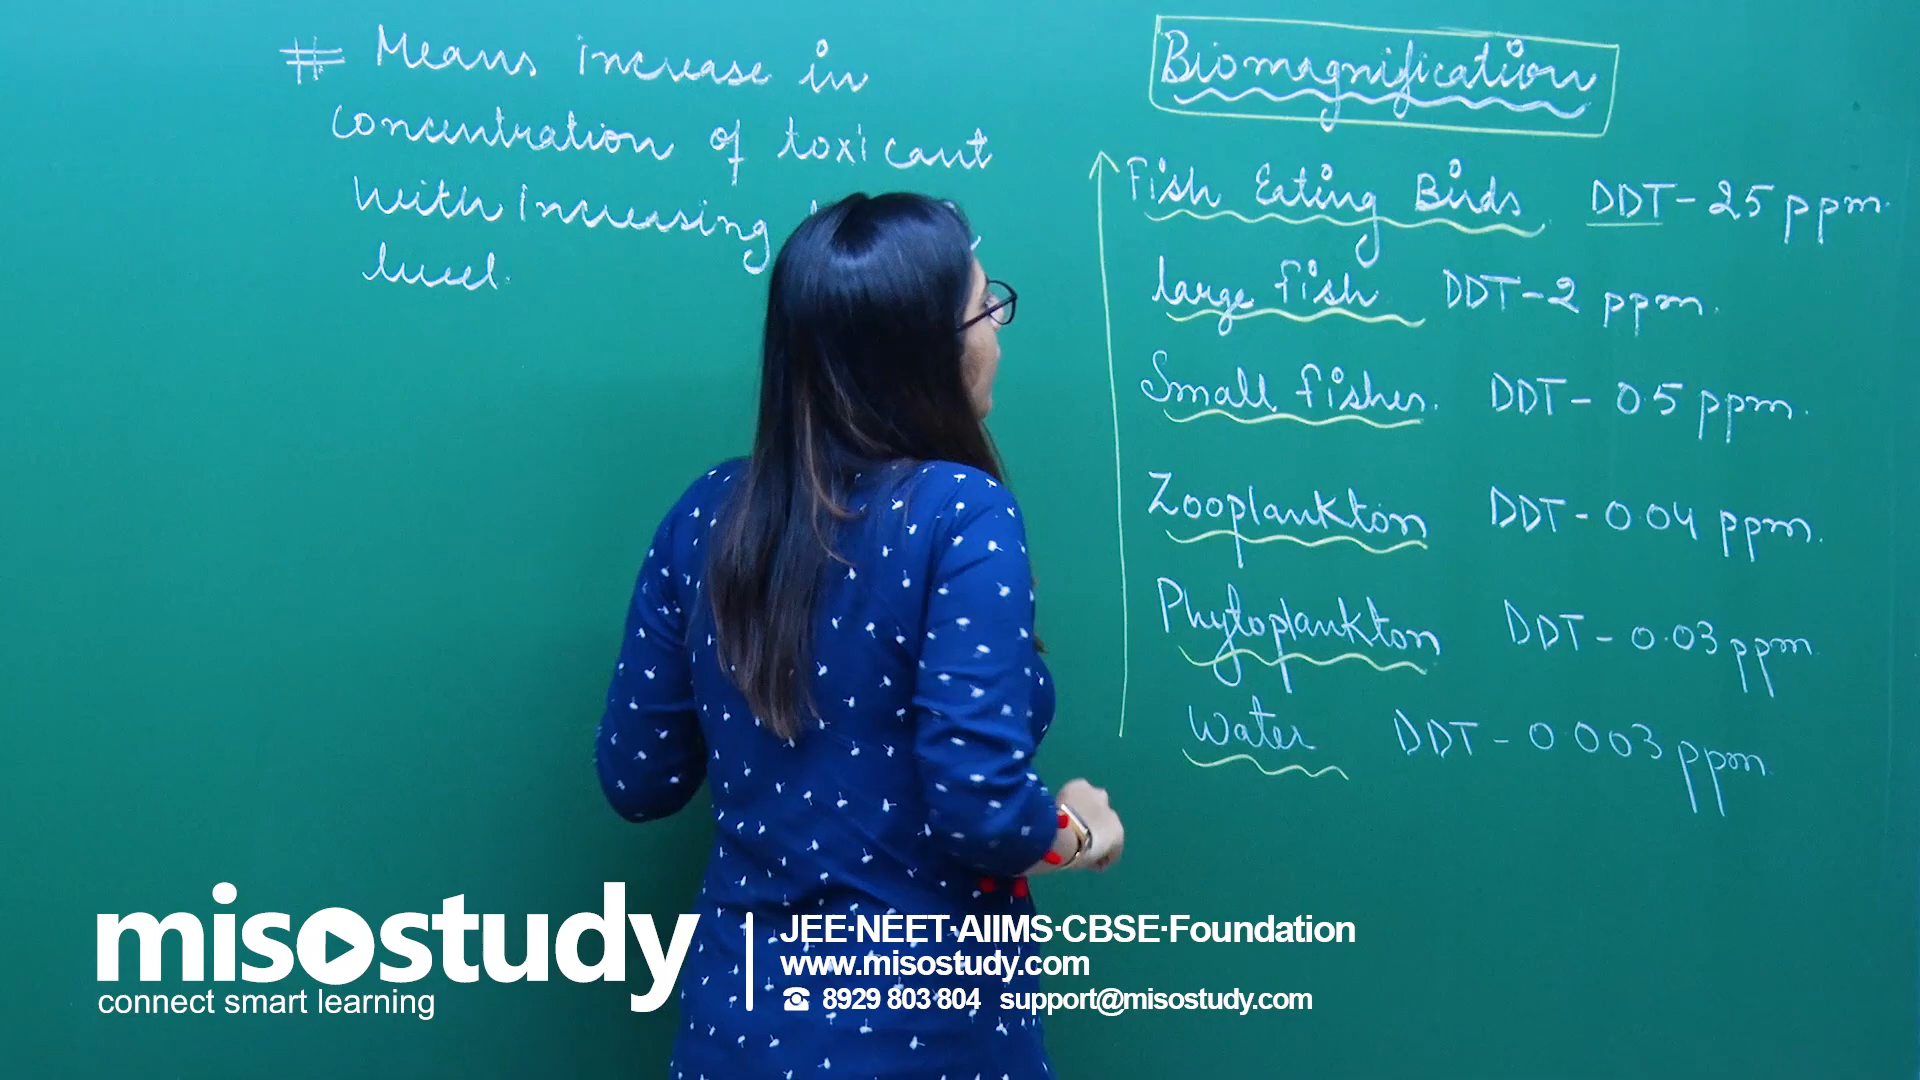 # Means increase in
concentration of toxicant
with increasing
level.
Biomagnification
Fish Eating Birds DDT - 25 ppm.
large fish DDT - 2 ppm.
Small fishes. DDT - 0.5 ppm.
Zooplankton DDT - 0.04 ppm.
Phytoplankton DDT - 0.03 ppm.
Water DDT - 0.003 ppm.
misostudy
connect smart learning
JEE·NEET·AIIMS·CBSE·Foundation
www.misostudy.com
8929 803 804 support@misostudy.com